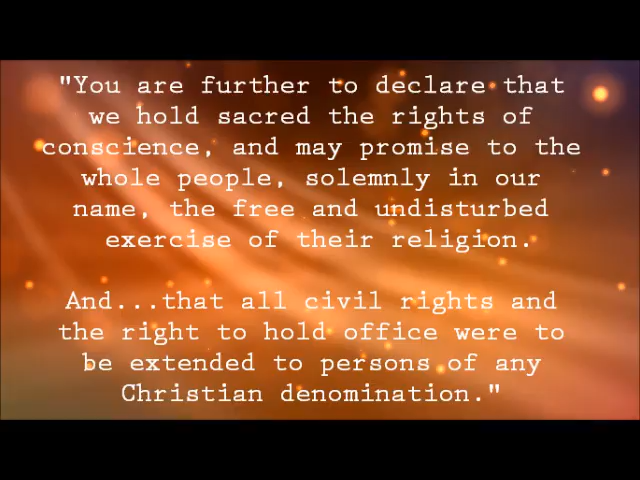 "You are further to declare that
we hold sacred the rights of
conscience, and may promise to the
whole people, solemnly in our
name, the free and undisturbed
exercise of their religion.
And...that all civil rights and
the right to hold office were to
be extended to persons of any
Christian denomination."